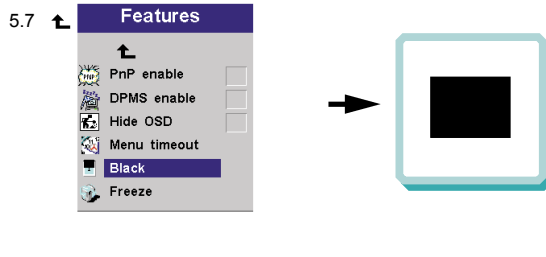 5.7 Features
PnP enable
DPMS enable
Hide OSD
Menu timeout
Black
Freeze